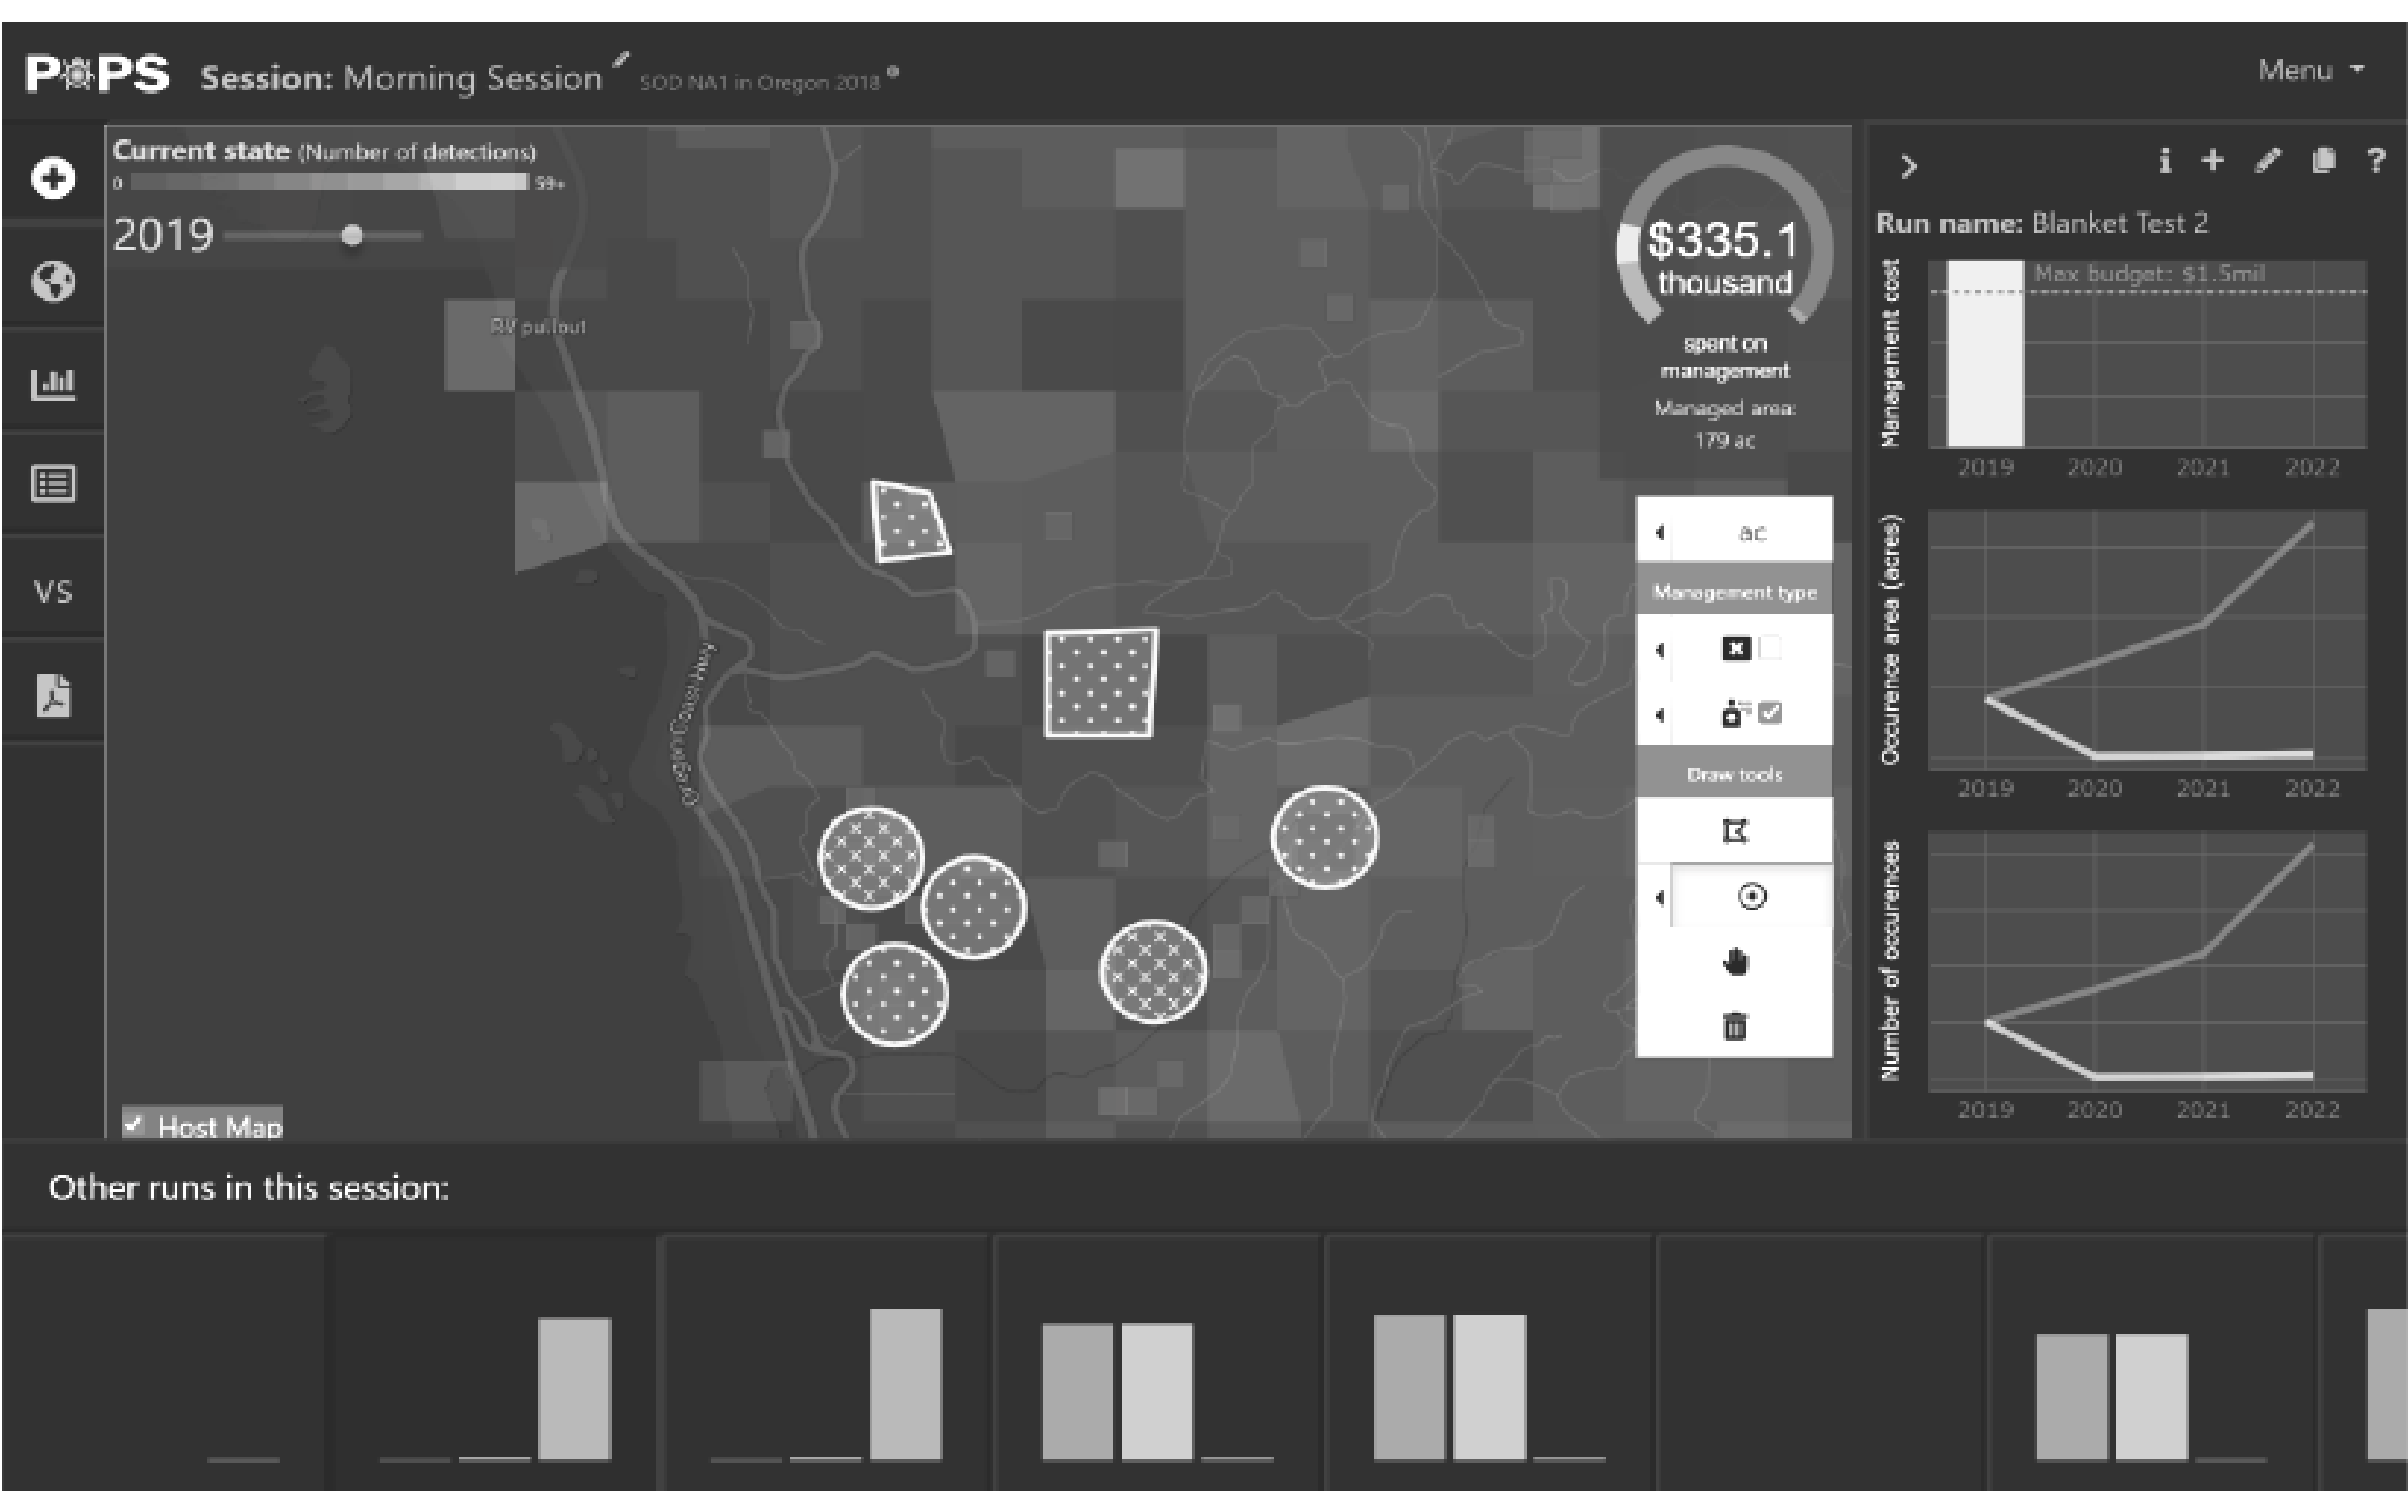 POPS Session: Morning Session SOD NA1 in Oregon 2018 Menu
Current state (Number of detections)
0 59+
2019
RV pullout
Oregon Coast Hwy
Host Map
$335.1
thousand
spent on
management
Managed area:
179 ac
ac
Management type
Draw tools
VS
Run name: Blanket Test 2
Management cost
Max budget: $1.5mil
2019 2020 2021 2022
Occurence area (acres)
2019 2020 2021 2022
Number of occurences
2019 2020 2021 2022
Other runs in this session: